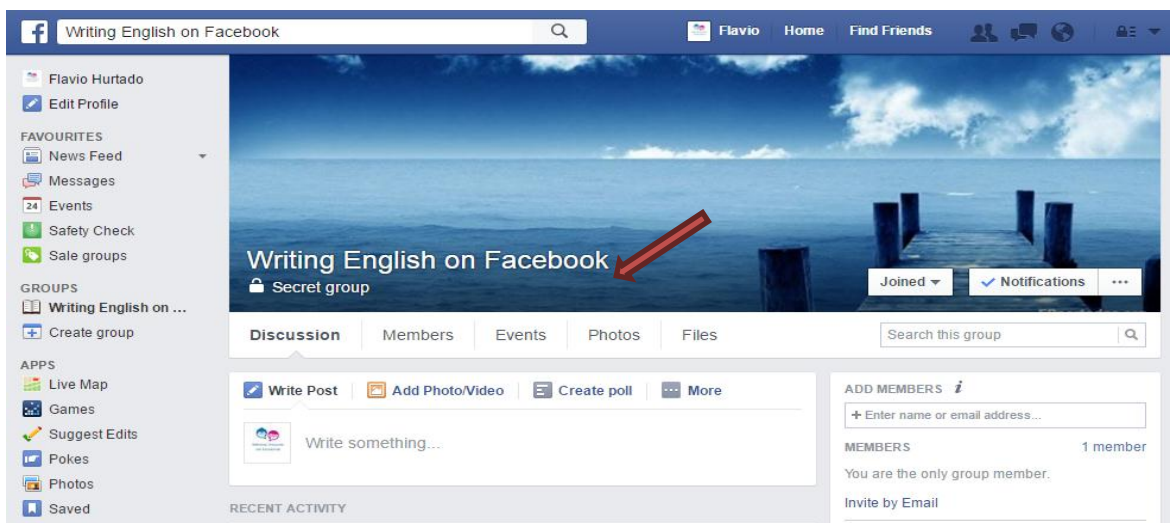 Writing English on Facebook
Flavio Home Find Friends
Flavio Hurtado
Edit Profile
FAVOURITES
News Feed
Messages
24 Events
Safety Check
Sale groups
GROUPS
Writing English on ...
Create group
APPS
Live Map
Games
Suggest Edits
Pokes
Photos
Saved
Writing English on Facebook
Secret group
Joined
Notifications
Discussion Members Events Photos Files
Search this group
Write Post Add Photo/Video Create poll More
Write something...
RECENT ACTIVITY
ADD MEMBERS i
+ Enter name or email address...
MEMBERS 1 member
You are the only group member.
Invite by Email